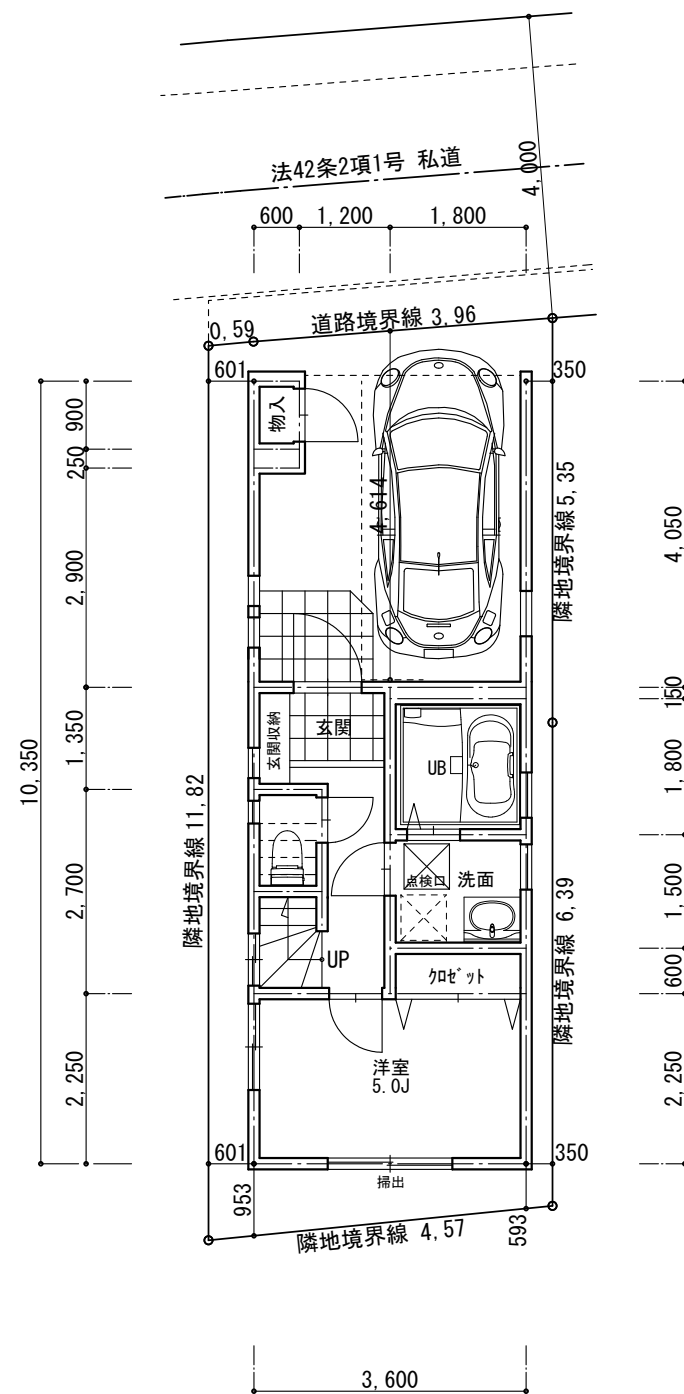 4,000
法42条2項1号 私道
600
1,200
1,800
0,59
道路境界線 3,96
601
350
物入
900
250
2,900
4,614
隣地境界線 5,35
4,050
玄関収納
玄関
150
1,350
1,800
UB
10,350
隣地境界線 11,82
2,700
点検口
洗面
1,500
隣地境界線 6,39
UP
クロゼット
600
洋室
5.0J
2,250
2,250
601
350
掃出
953
593
隣地境界線 4,57
3,600